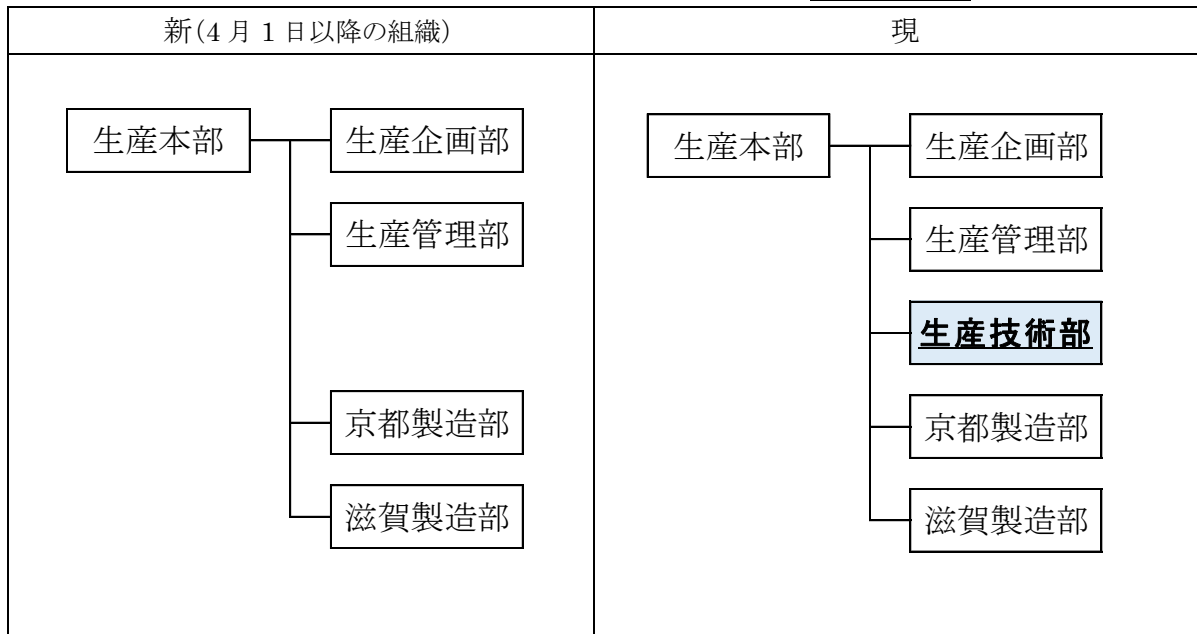 新(4月1日以降の組織)
現
生産本部
生産企画部
生産管理部
京都製造部
滋賀製造部
生産本部
生産企画部
生産管理部
生産技術部
京都製造部
滋賀製造部